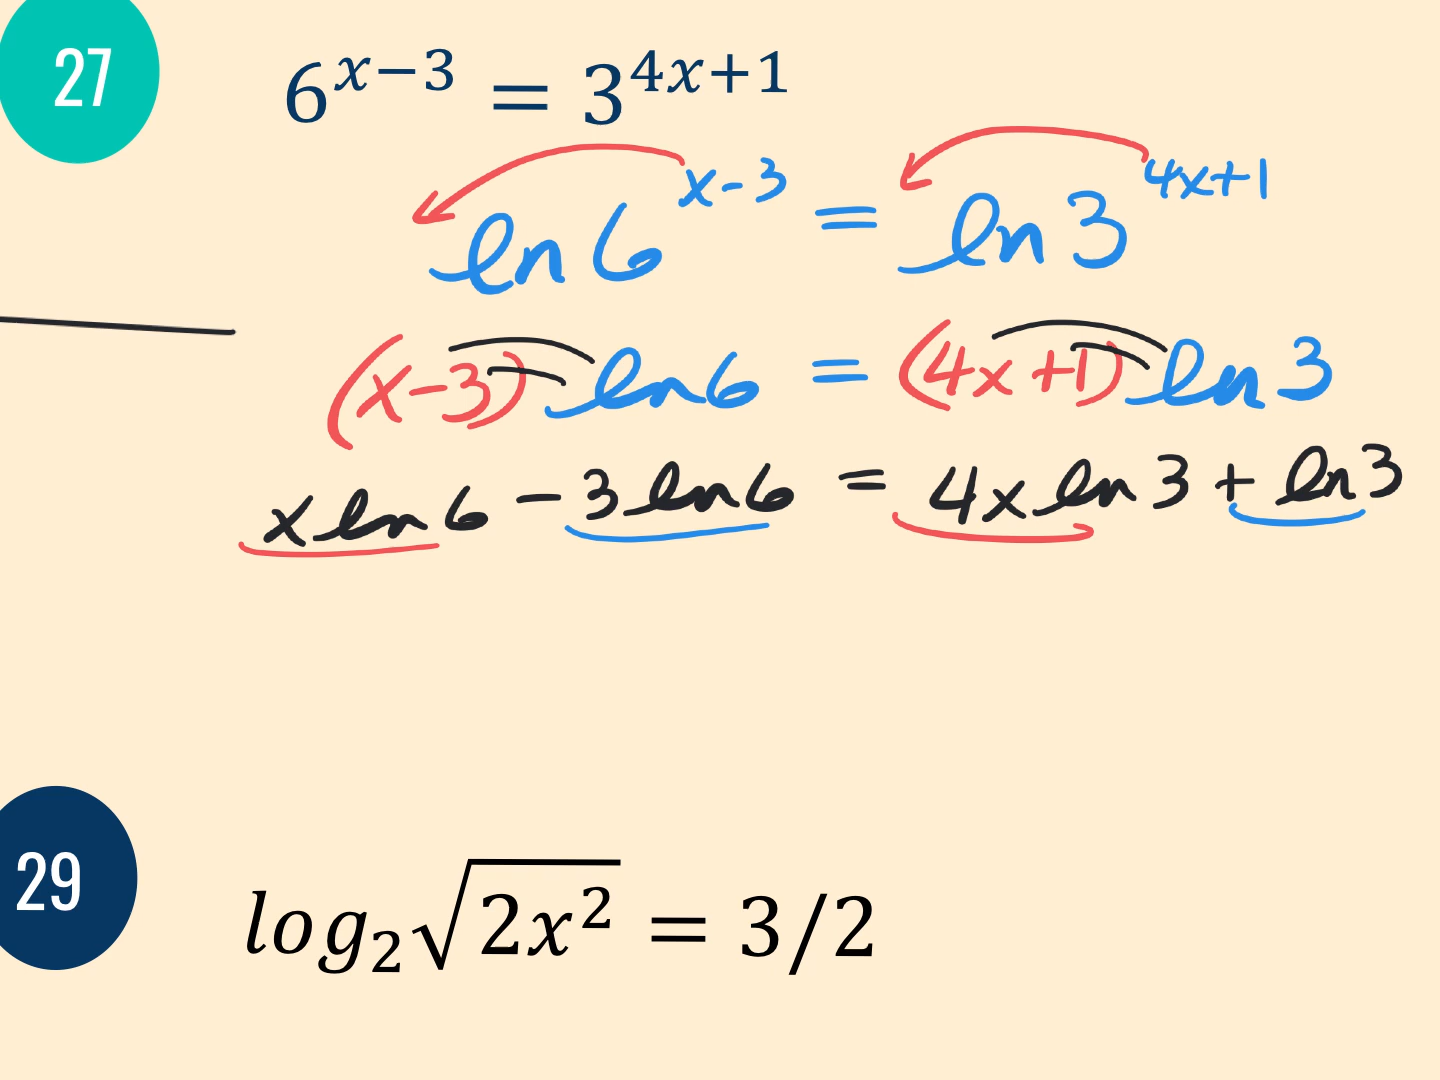 27
6^{x−3} = 3^{4x+1}
ln 6^{x-3} = ln 3^{4x+1}
(x-3) ln 6 = (4x+1) ln 3
x ln 6 - 3 ln 6 = 4x ln 3 + ln 3
29
log₂√(2x²) = 3/2